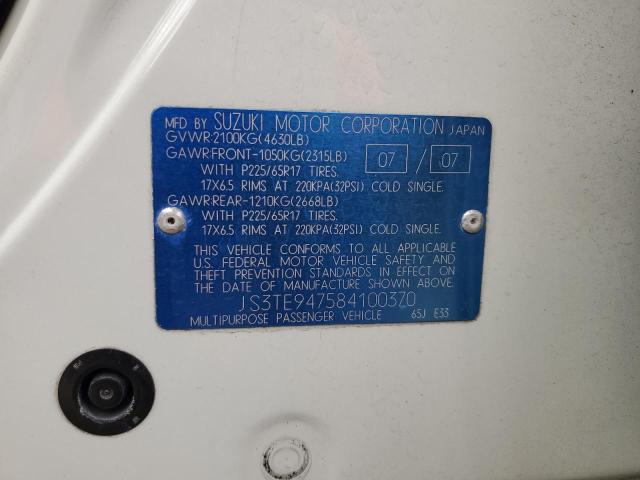 MFD BY SUZUKI MOTOR CORPORATION JAPAN
GVWR:2100KG(4630LB)
GAWR:FRONT-1050KG(2315LB) 07 / 07
WITH P225/65R17 TIRES.
17X6.5 RIMS AT 220KPA(32PSI) COLD SINGLE.
GAWR:REAR-1210KG(2668LB)
WITH P225/65R17 TIRES.
17X6.5 RIMS AT 220KPA(32PSI) COLD SINGLE.
THIS VEHICLE CONFORMS TO ALL APPLICABLE
U.S. FEDERAL MOTOR VEHICLE SAFETY AND
THEFT PREVENTION STANDARDS IN EFFECT ON
THE DATE OF MANUFACTURE SHOWN ABOVE.
JS3TE947584100370
MULTIPURPOSE PASSENGER VEHICLE 65J E33